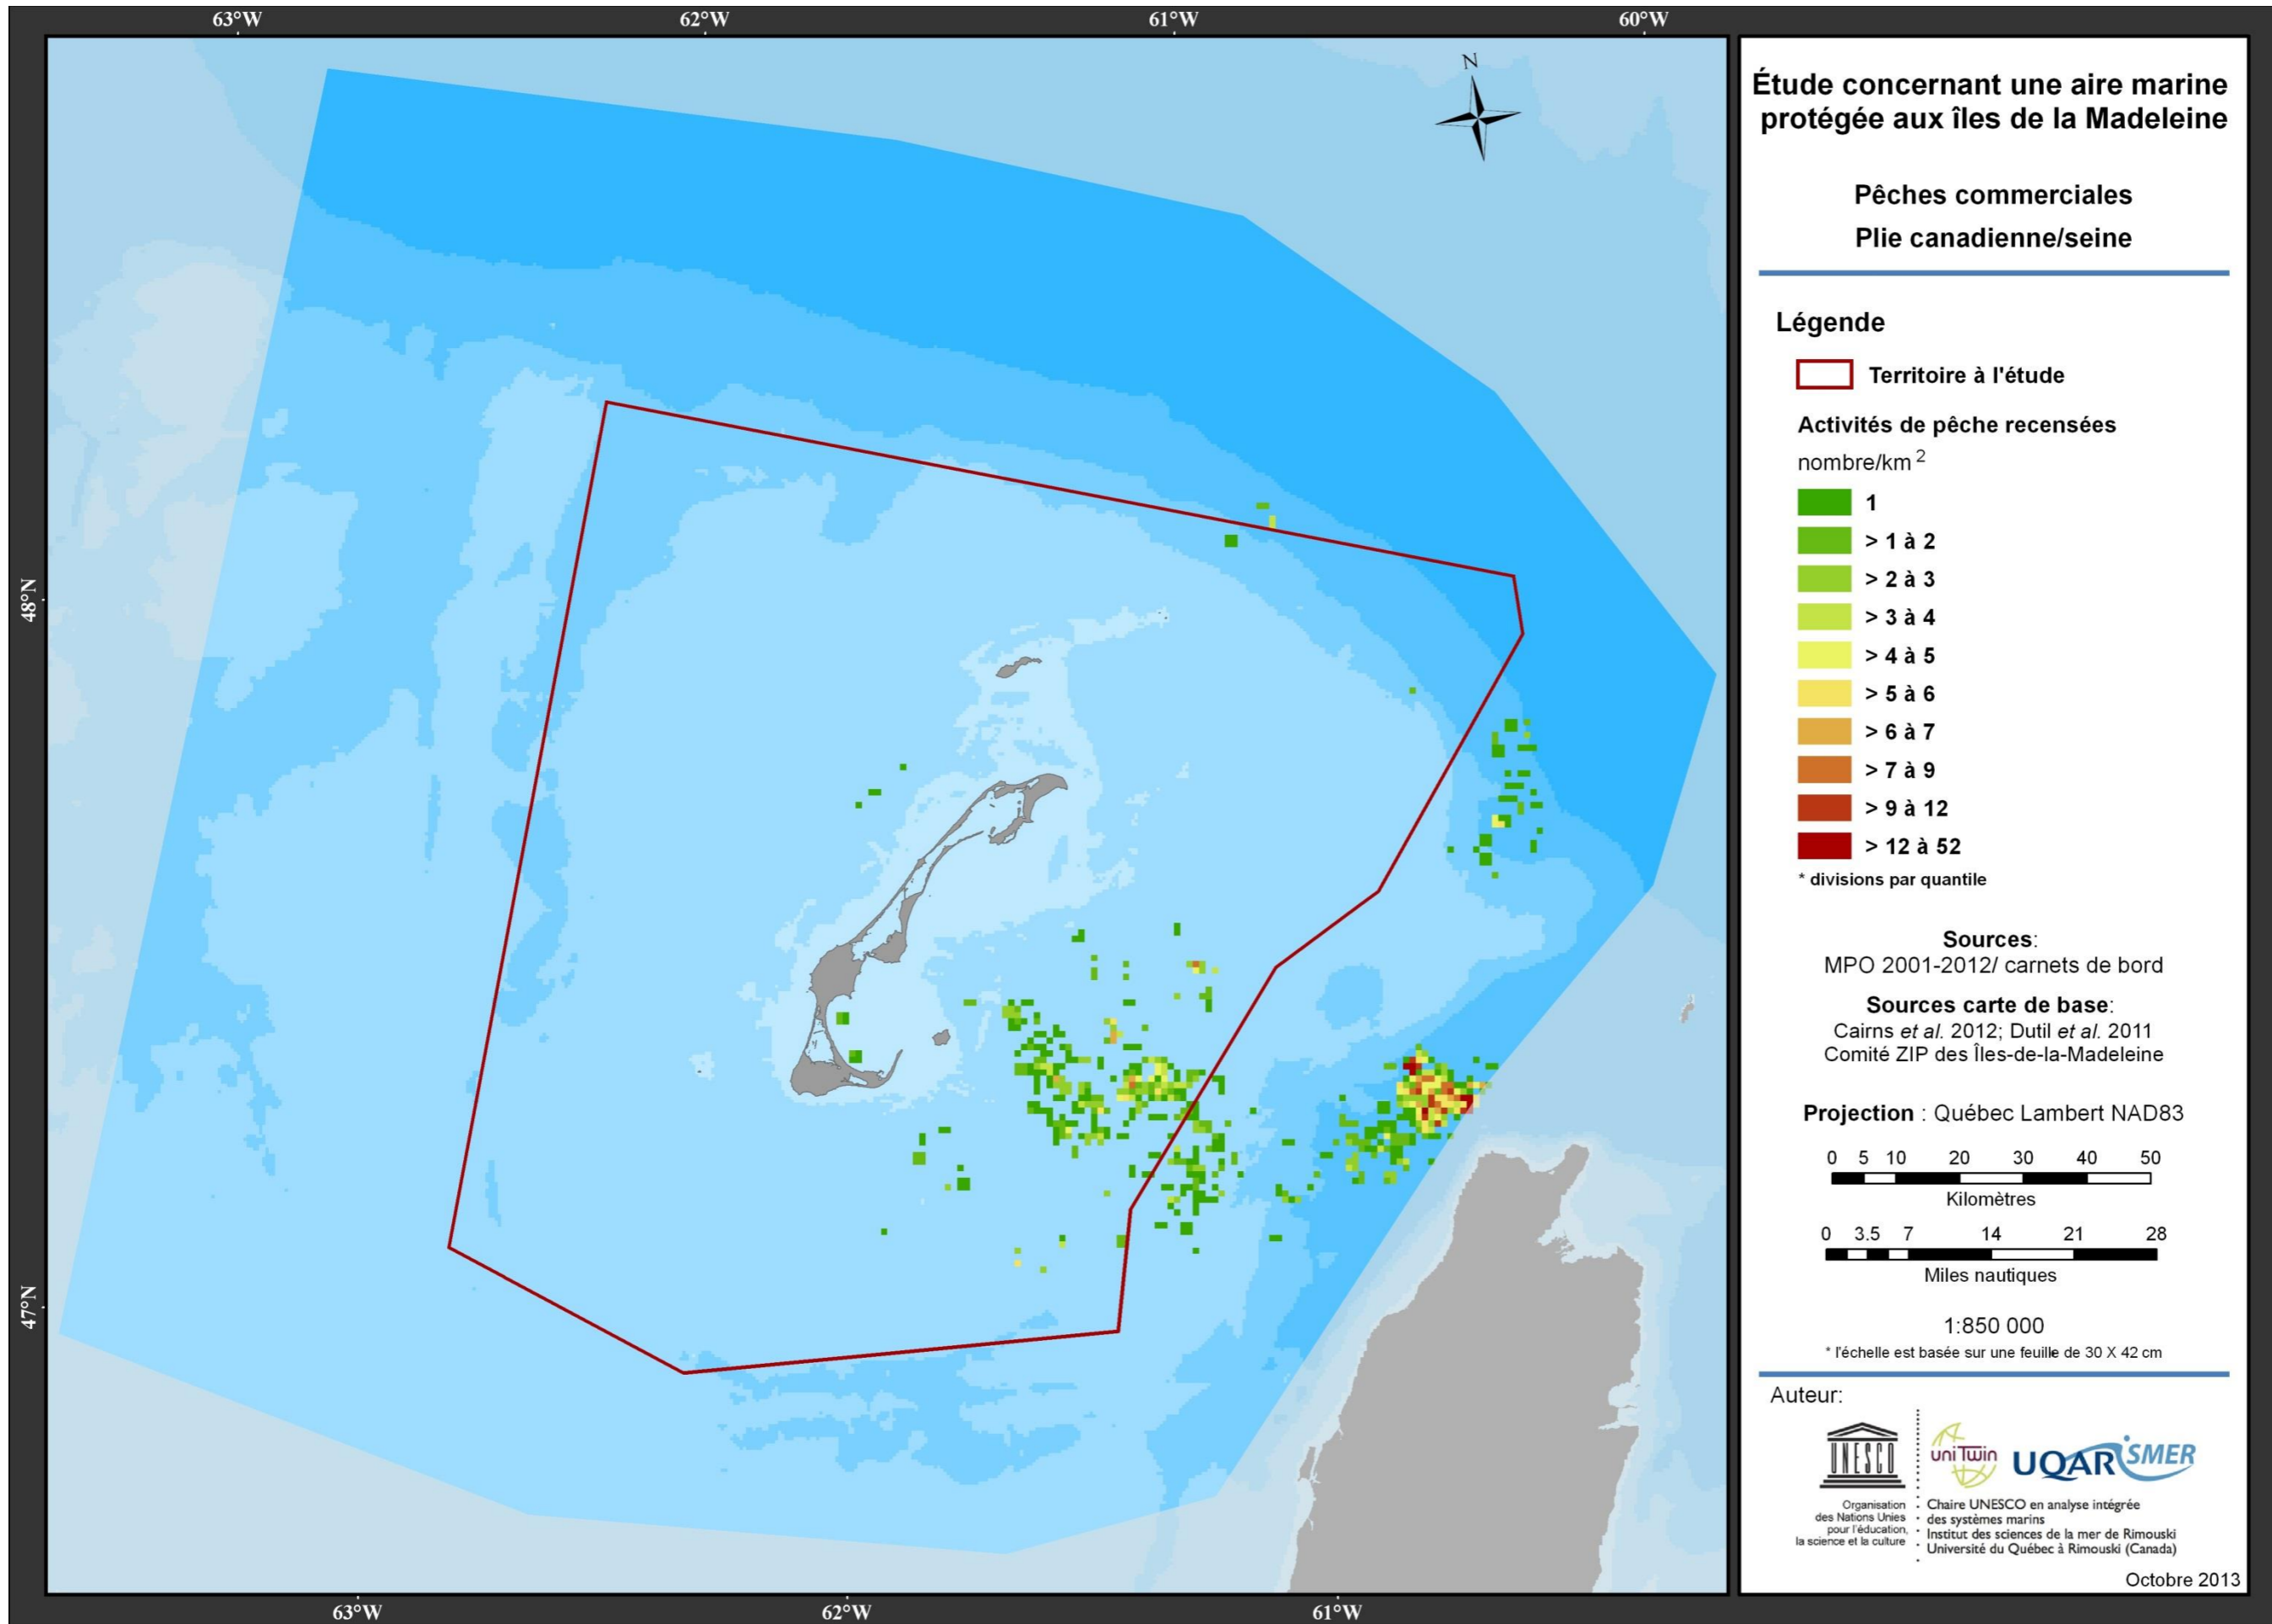 63°W
62°W
61°W
60°W
N
48°N
47°N
63°W
62°W
61°W
Étude concernant une aire marine
protégée aux îles de la Madeleine
Pêches commerciales
Plie canadienne/seine
Légende
Territoire à l'étude
Activités de pêche recensées
nombre/km 2
1
> 1 à 2
> 2 à 3
> 3 à 4
> 4 à 5
> 5 à 6
> 6 à 7
> 7 à 9
> 9 à 12
> 12 à 52
* divisions par quantile
Sources:
MPO 2001-2012/ carnets de bord
Sources carte de base:
Cairns et al. 2012; Dutil et al. 2011
Comité ZIP des Îles-de-la-Madeleine
Projection : Québec Lambert NAD83
0 5 10 20 30 40 50
Kilomètres
0 3.5 7 14 21 28
Miles nautiques
1:850 000
* l'échelle est basée sur une feuille de 30 X 42 cm
Auteur:
UNESCO
uniTwin
UQAR
iSMER
Organisation
des Nations Unies
pour l'éducation,
la science et la culture
Chaire UNESCO en analyse intégrée
des systèmes marins
Institut des sciences de la mer de Rimouski
Université du Québec à Rimouski (Canada)
Octobre 2013